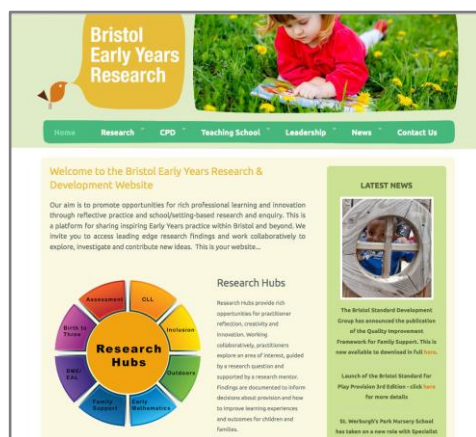 Bristol
Early Years
Research
Home Research CPD Teaching School Leadership News Contact Us
Welcome to the Bristol Early Years Research &
Development Website
Our aim is to promote opportunities for rich professional learning and innovation
through reflective practice and school/setting-based research and enquiry. This is
a platform for sharing inspiring Early Years practice within Bristol and beyond. We
invite you to access leading edge research findings and work collaboratively to
explore, investigate and contribute new ideas. This is your website...
Assessment
CLL
Inclusion
Outdoors
Early
Mathematics
Family
Support
BME/
EAL
Birth to
Three
Research
Hubs
Research Hubs
Research Hubs provide rich
opportunities for practitioner
reflection, creativity and
innovation. Working
collaboratively, practitioners
explore an area of interest, guided
by a research question and
supported by a research mentor.
Findings are documented to inform
decisions about provision and how
to improve learning experiences
and outcomes for children and
families.
LATEST NEWS
The Bristol Standard Development
Group has announced the publication
of the Quality Improvement
Framework for Family Support. This is
now available to download in full here.
Launch of the Bristol Standard for
Play Provision 3rd Edition - click here
for more details
St. Werburgh's Park Nursery School
has taken on a new role with Specialist